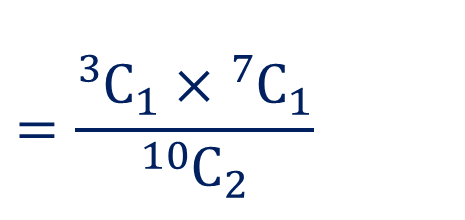 = ³C₁ × ⁷C₁
¹⁰C₂